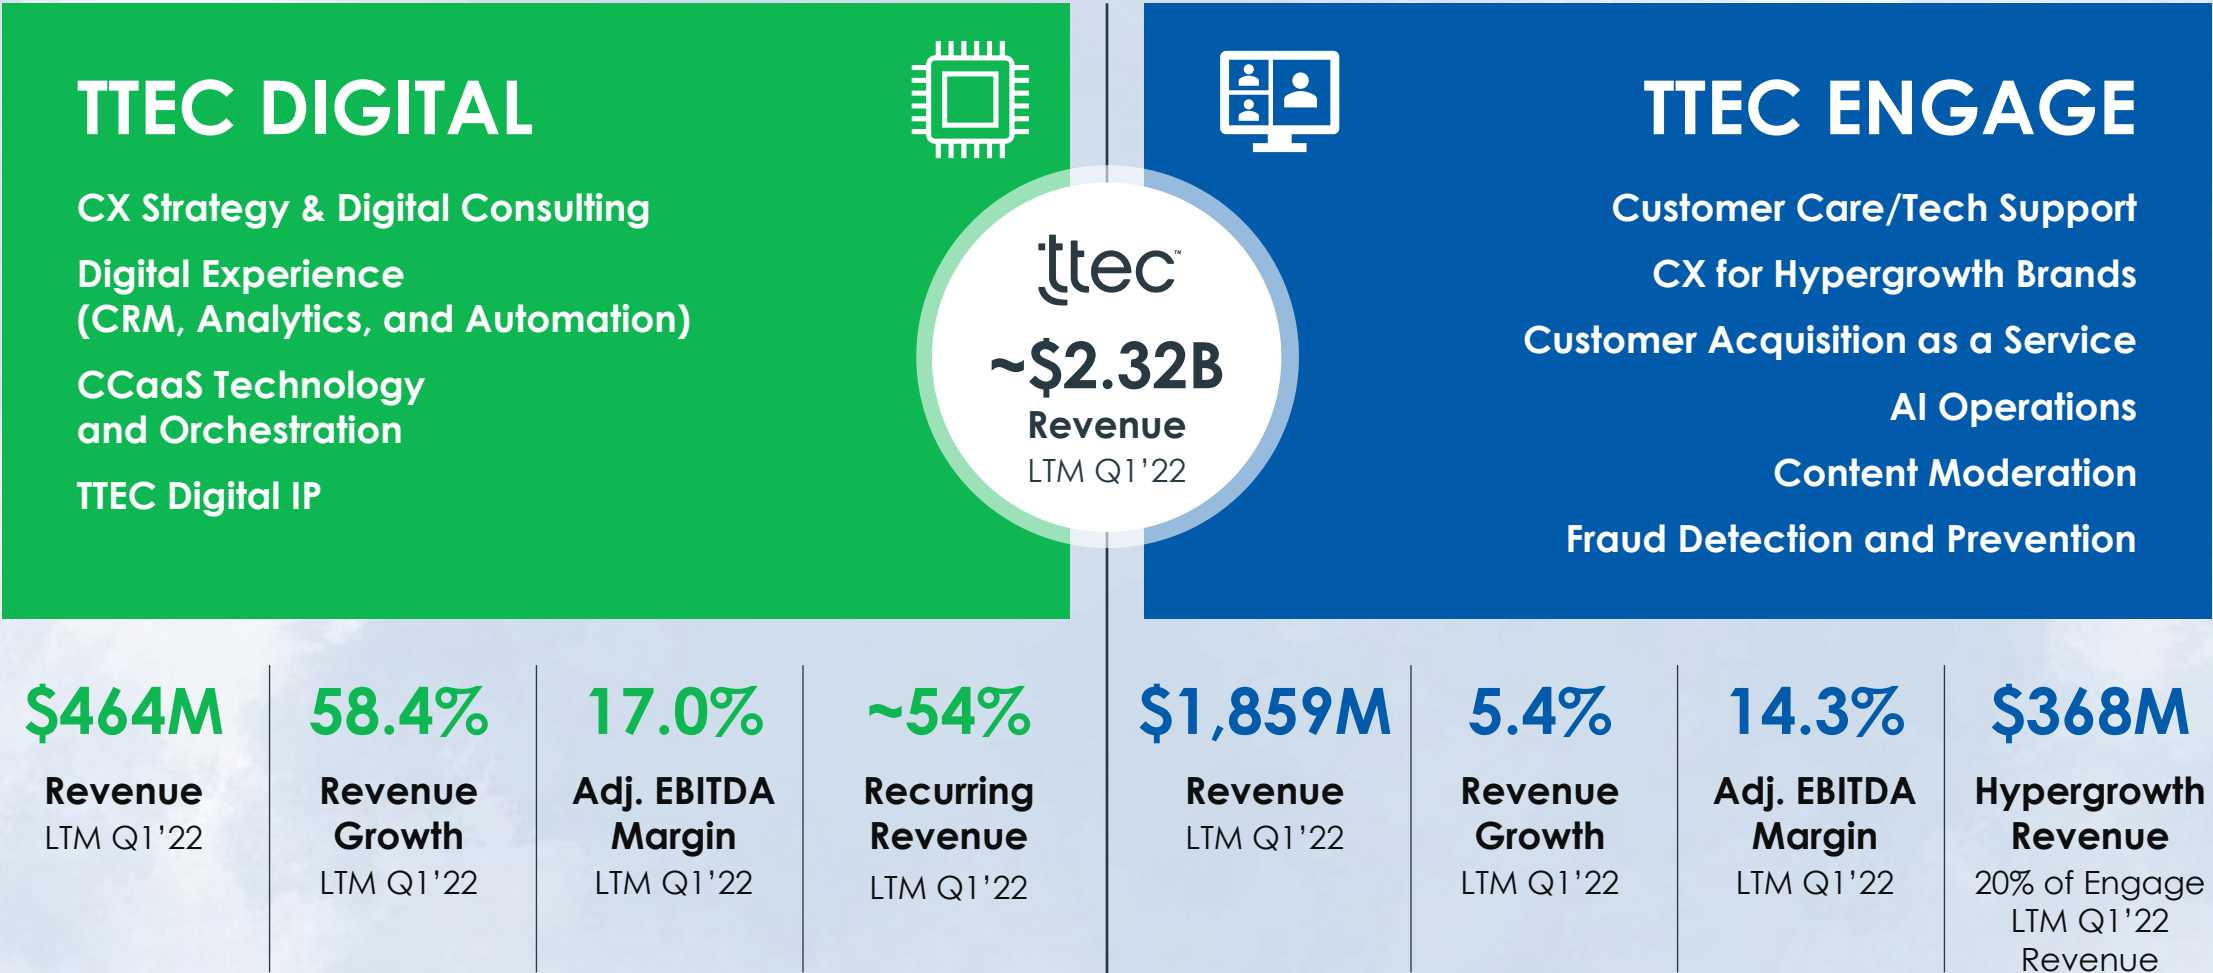 TTEC DIGITAL
CX Strategy & Digital Consulting
Digital Experience
(CRM, Analytics, and Automation)
CCaaS Technology
and Orchestration
TTEC Digital IP
ttec™
~$2.32B
Revenue
LTM Q1’22
TTEC ENGAGE
Customer Care/Tech Support
CX for Hypergrowth Brands
Customer Acquisition as a Service
AI Operations
Content Moderation
Fraud Detection and Prevention
$464M
Revenue
LTM Q1’22
58.4%
Revenue
Growth
LTM Q1’22
17.0%
Adj. EBITDA
Margin
LTM Q1’22
~54%
Recurring
Revenue
LTM Q1’22
$1,859M
Revenue
LTM Q1’22
5.4%
Revenue
Growth
LTM Q1’22
14.3%
Adj. EBITDA
Margin
LTM Q1’22
$368M
Hypergrowth
Revenue
20% of Engage
LTM Q1’22
Revenue